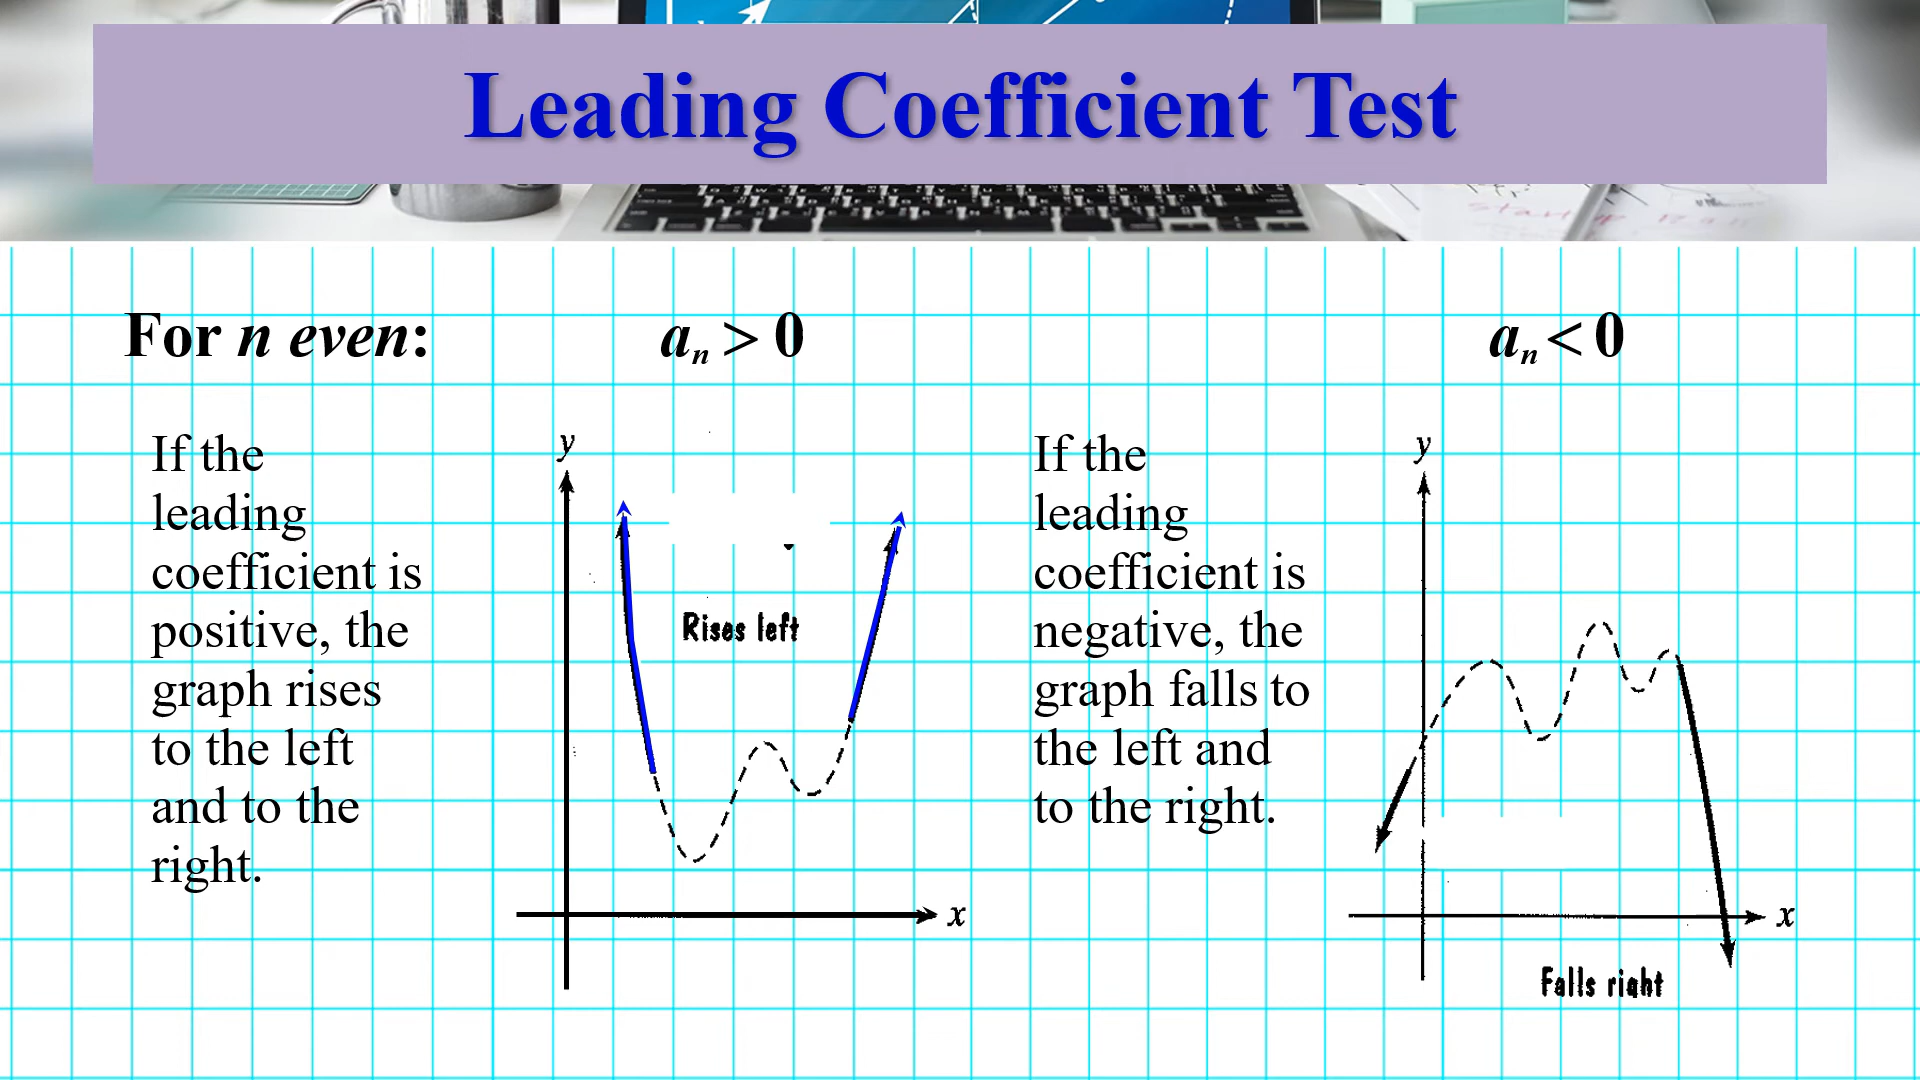 Leading Coefficient Test
For n even:
aₙ > 0
aₙ < 0
If the
leading
coefficient is
positive, the
graph rises
to the left
and to the
right.
y
Rises left
x
If the
leading
coefficient is
negative, the
graph falls to
the left and
to the right.
y
x
Falls right